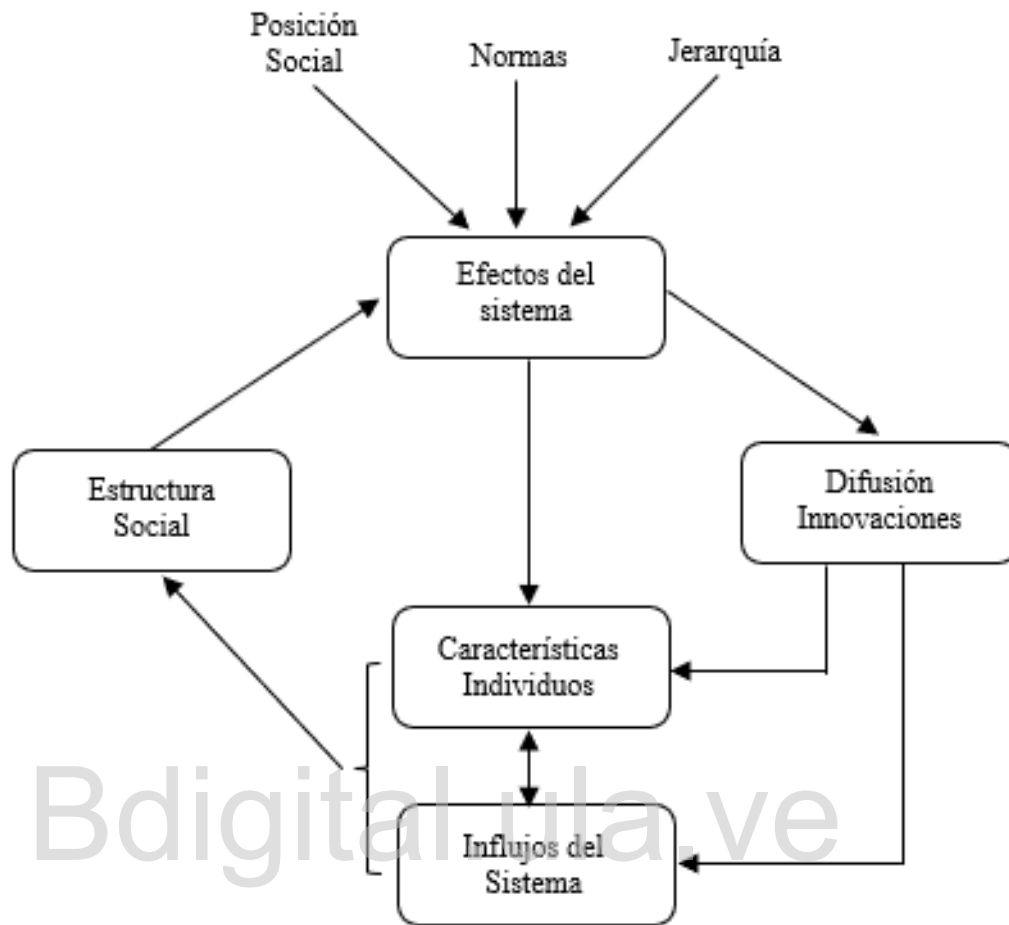 Posición
Social
Normas
Jerarquía
Efectos del
sistema
Estructura
Social
Difusión
Innovaciones
Características
Individuos
Influjos del
Sistema
Bdigital.ula.ve